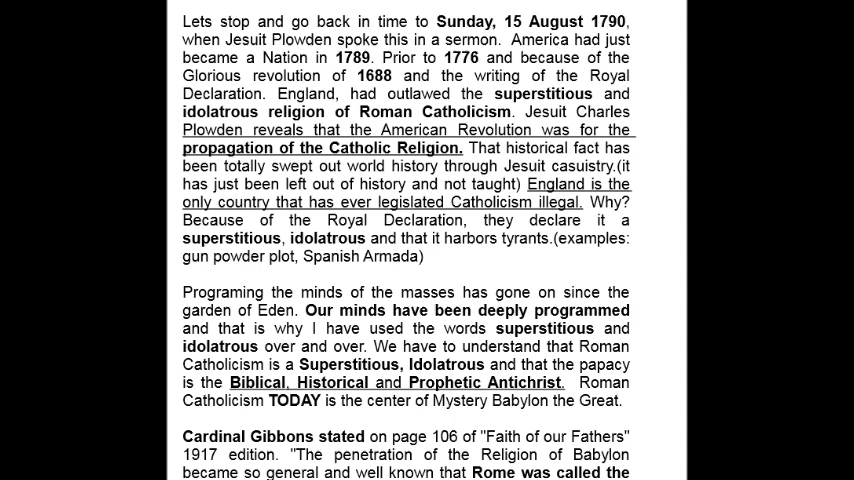 Lets stop and go back in time to Sunday, 15 August 1790,
when Jesuit Plowden spoke this in a sermon. America had just
became a Nation in 1789. Prior to 1776 and because of the
Glorious revolution of 1688 and the writing of the Royal
Declaration. England, had outlawed the superstitious and
idolatrous religion of Roman Catholicism. Jesuit Charles
Plowden reveals that the American Revolution was for the
propagation of the Catholic Religion. That historical fact has
been totally swept out world history through Jesuit casuistry.(it
has just been left out of history and not taught) England is the
only country that has ever legislated Catholicism illegal. Why?
Because of the Royal Declaration, they declare it a
superstitious, idolatrous and that it harbors tyrants.(examples:
gun powder plot, Spanish Armada)
Programing the minds of the masses has gone on since the
garden of Eden. Our minds have been deeply programmed
and that is why I have used the words superstitious and
idolatrous over and over. We have to understand that Roman
Catholicism is a Superstitious, Idolatrous and that the papacy
is the Biblical, Historical and Prophetic Antichrist. Roman
Catholicism TODAY is the center of Mystery Babylon the Great.
Cardinal Gibbons stated on page 106 of "Faith of our Fathers"
1917 edition. "The penetration of the Religion of Babylon
became so general and well known that Rome was called the